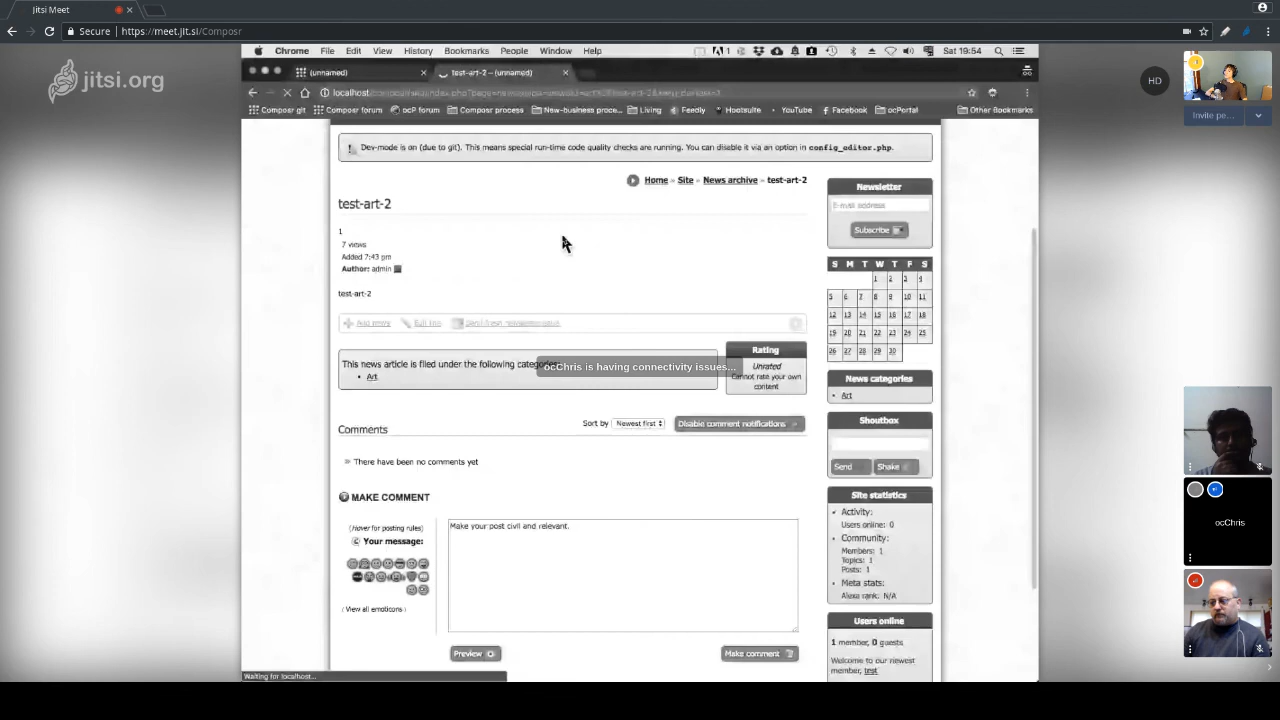 Jitsi Meet
Secure
https://meet.jit.si/Composr
jitsi.org
Chrome File Edit View History Bookmarks People Window Help
Sat 19:54
(unnamed)
test-art-2 – (unnamed)
localhost
Composr git Composr forum ocP forum Composr process New-business proce... Living Feedly Hootsuite YouTube Facebook ocPortal Other Bookmarks
HD
Invite pe...
Dev-mode is on (due to git). This means special run-time code quality checks are running. You can disable it via an option in config_editor.php.
Home » Site » News archive » test-art-2
test-art-2
1
7 views
Added 7:43 pm
Author: admin
test-art-2
Add news
Edit this
This news article is filed under the following categories:
Art
ocChris is having connectivity issues...
Rating
Unrated
Cannot rate your own
content
Comments
Sort by Newest first
Disable comment notifications
There have been no comments yet
MAKE COMMENT
(Hover for posting rules)
Your message:
Make your post civil and relevant.
(View all emoticons)
Preview
Make comment
Waiting for localhost...
Newsletter
E-mail address
Subscribe
S M T W T F S
1 2 3 4
5 6 7 8 9 10 11
12 13 14 15 16 17 18
19 20 21 22 23 24 25
26 27 28 29 30
News categories
Art
Shoutbox
Send
Shake
Site statistics
Activity:
Users online: 0
Community:
Members: 1
Topics: 1
Posts: 1
Meta stats:
Alexa rank: N/A
Users online
1 member, 0 guests
Welcome to our newest
member, test
ocChris